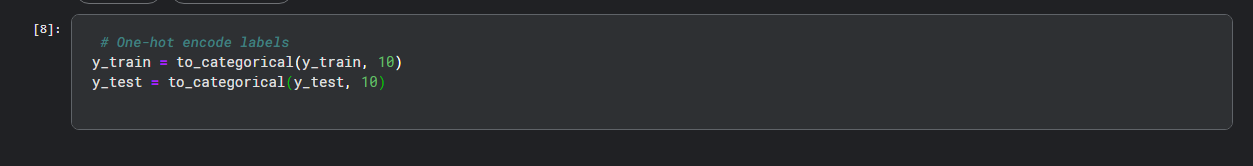 [8]:
# One-hot encode labels
y_train = to_categorical(y_train, 10)
y_test = to_categorical(y_test, 10)